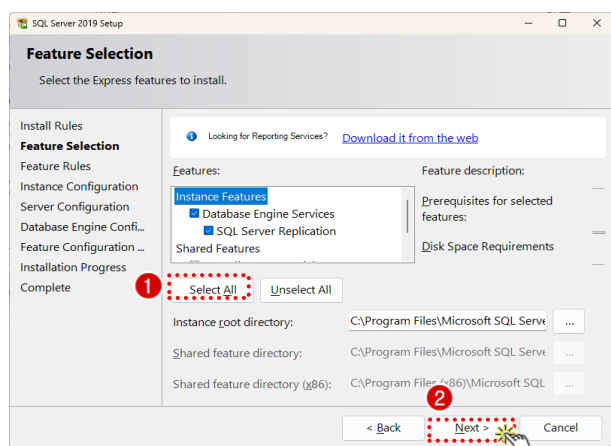 SQL Server 2019 Setup
Feature Selection
Select the Express features to install.
Install Rules
Feature Selection
Feature Rules
Instance Configuration
Server Configuration
Database Engine Confi...
Feature Configuration ...
Installation Progress
Complete
Looking for Reporting Services? Download it from the web
Features:
Instance Features
Database Engine Services
SQL Server Replication
Shared Features
Feature description:
Prerequisites for selected
features:
Disk Space Requirements
1
Select All
Unselect All
Instance root directory:
C:\Program Files\Microsoft SQL Serve
...
Shared feature directory:
C:\Program Files\Microsoft SQL Serve
...
Shared feature directory (x86):
C:\Program Files (x86)\Microsoft SQL
...
2
< Back
Next >
Cancel